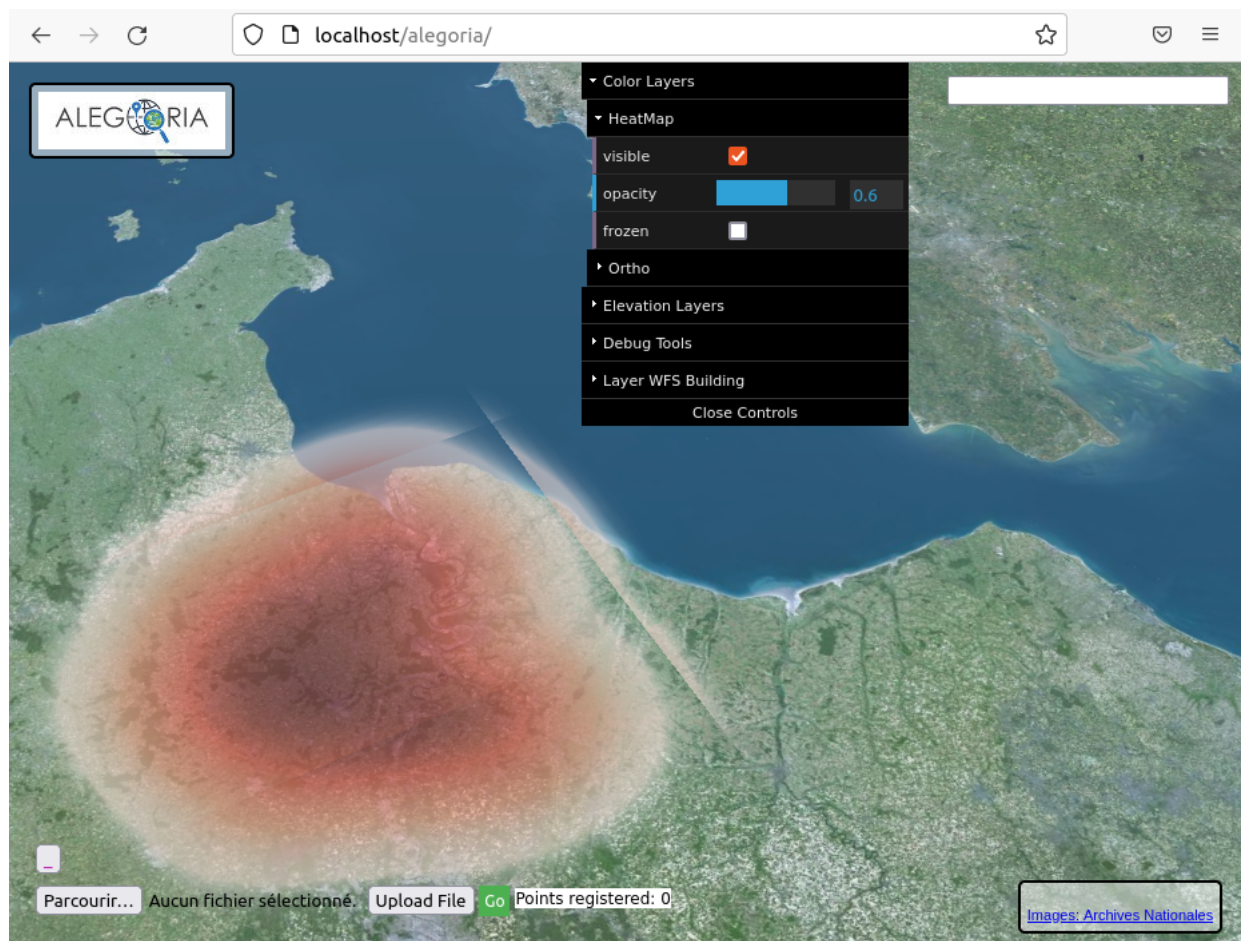 localhost/alegoria/
ALEGORIA
Color Layers
HeatMap
visible
opacity 0.6
frozen
Ortho
Elevation Layers
Debug Tools
Layer WFS Building
Close Controls
_
Parcourir... Aucun fichier sélectionné. Upload File Go Points registered: 0
Images: Archives Nationales